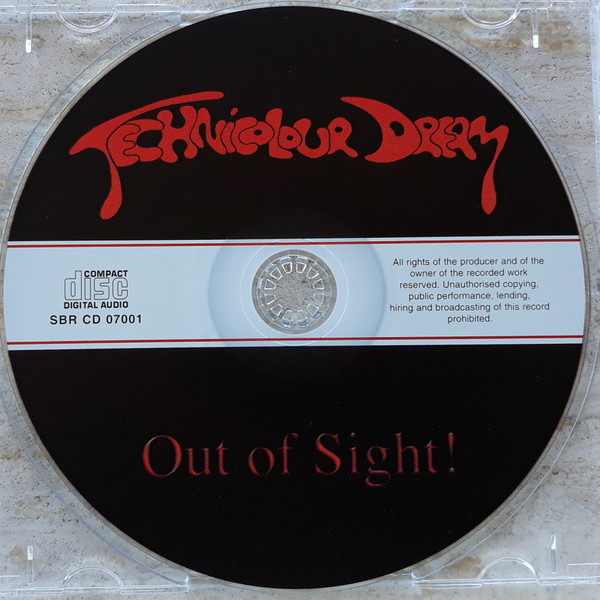 Technicolour Dream
COMPACT
disc
DIGITAL AUDIO
SBR CD 07001
All rights of the producer and of the
owner of the recorded work
reserved. Unauthorised copying,
public performance, lending,
hiring and broadcasting of this record
prohibited.
Out of Sight!